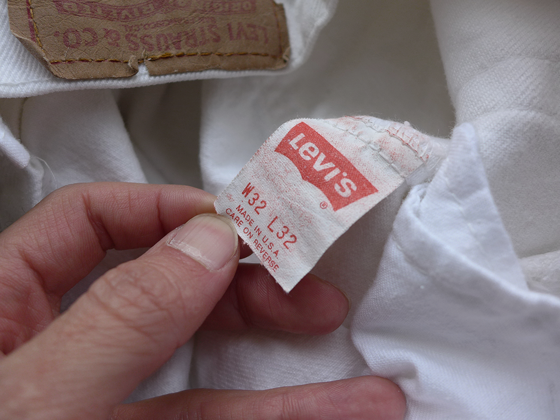 LEVI STRAUSS & CO.
LEVI'S
®
W32 L32
MADE IN U.S.A.
CARE ON REVERSE